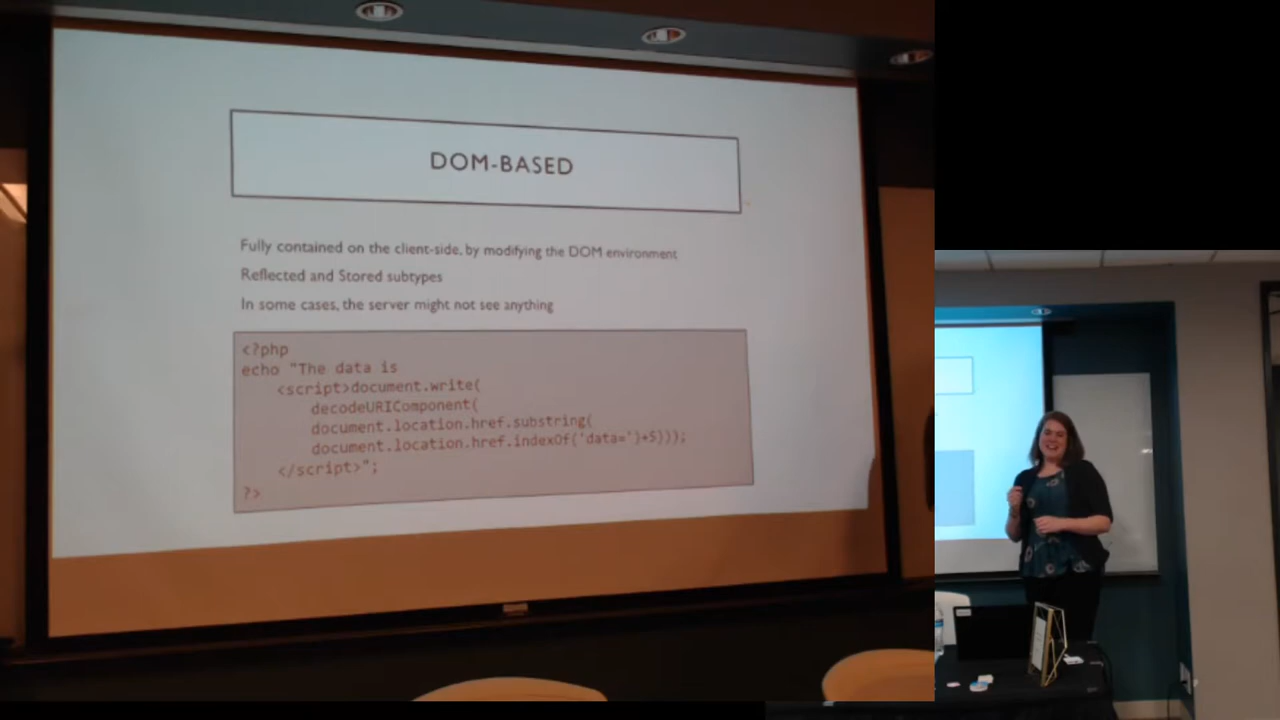 DOM-BASED
Fully contained on the client-side, by modifying the DOM environment
Reflected and Stored subtypes
In some cases, the server might not see anything
<?php
echo "The data is
<script>document.write(
decodeURIComponent(
document.location.href.substring(
document.location.href.indexOf('data=')+5)));
</script>";
?>